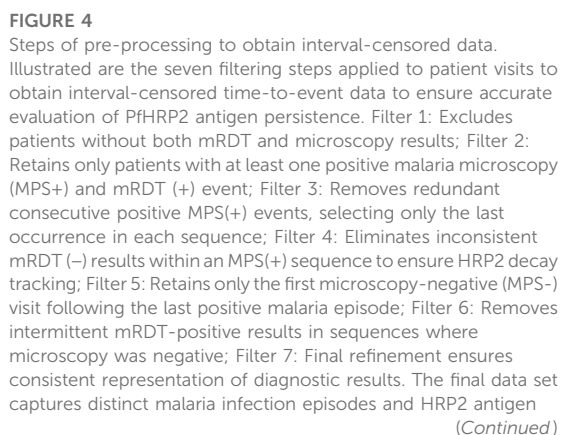 FIGURE 4
Steps of pre-processing to obtain interval-censored data.
Illustrated are the seven filtering steps applied to patient visits to
obtain interval-censored time-to-event data to ensure accurate
evaluation of PfHRP2 antigen persistence. Filter 1: Excludes
patients without both mRDT and microscopy results; Filter 2:
Retains only patients with at least one positive malaria microscopy
(MPS+) and mRDT (+) event; Filter 3: Removes redundant
consecutive positive MPS(+) events, selecting only the last
occurrence in each sequence; Filter 4: Eliminates inconsistent
mRDT (–) results within an MPS(+) sequence to ensure HRP2 decay
tracking; Filter 5: Retains only the first microscopy-negative (MPS-)
visit following the last positive malaria episode; Filter 6: Removes
intermittent mRDT-positive results in sequences where
microscopy was negative; Filter 7: Final refinement ensures
consistent representation of diagnostic results. The final data set
captures distinct malaria infection episodes and HRP2 antigen
(Continued)